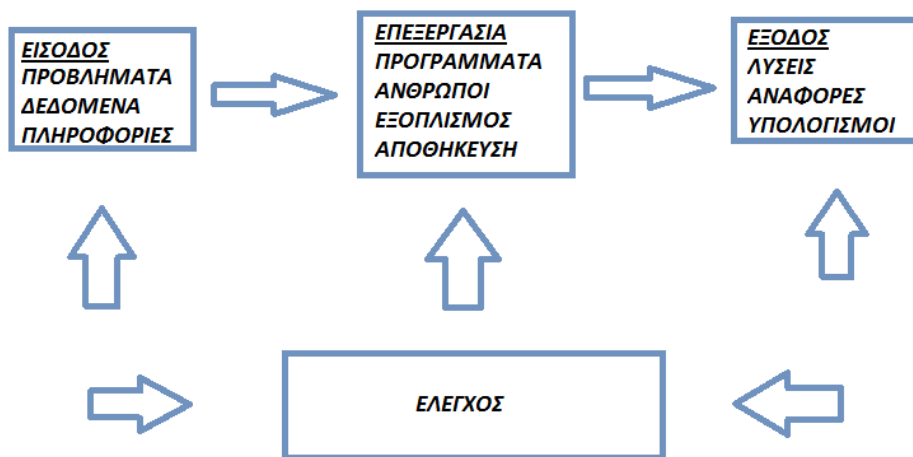 ΕΙΣΟΔΟΣ
ΠΡΟΒΛΗΜΑΤΑ
ΔΕΔΟΜΕΝΑ
ΠΛΗΡΟΦΟΡΙΕΣ
ΕΠΕΞΕΡΓΑΣΙΑ
ΠΡΟΓΡΑΜΜΑΤΑ
ΑΝΘΡΩΠΟΙ
ΕΞΟΠΛΙΣΜΟΣ
ΑΠΟΘΗΚΕΥΣΗ
ΕΞΟΔΟΣ
ΛΥΣΕΙΣ
ΑΝΑΦΟΡΕΣ
ΥΠΟΛΟΓΙΣΜΟΙ
ΕΛΕΓΧΟΣ